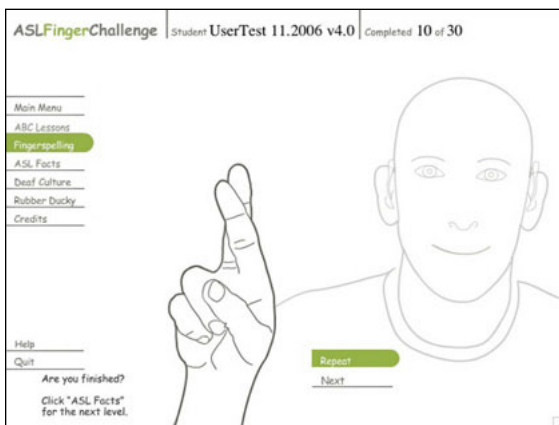 ASLFingerChallenge Student UserTest 11.2006 v4.0 Completed 10 of 30
Main Menu
ABC Lessons
Fingerspelling
ASL Facts
Deaf Culture
Rubber Ducky
Credits
Help
Quit
Are you finished?
Click "ASL Facts"
for the next level.
Repeat
Next